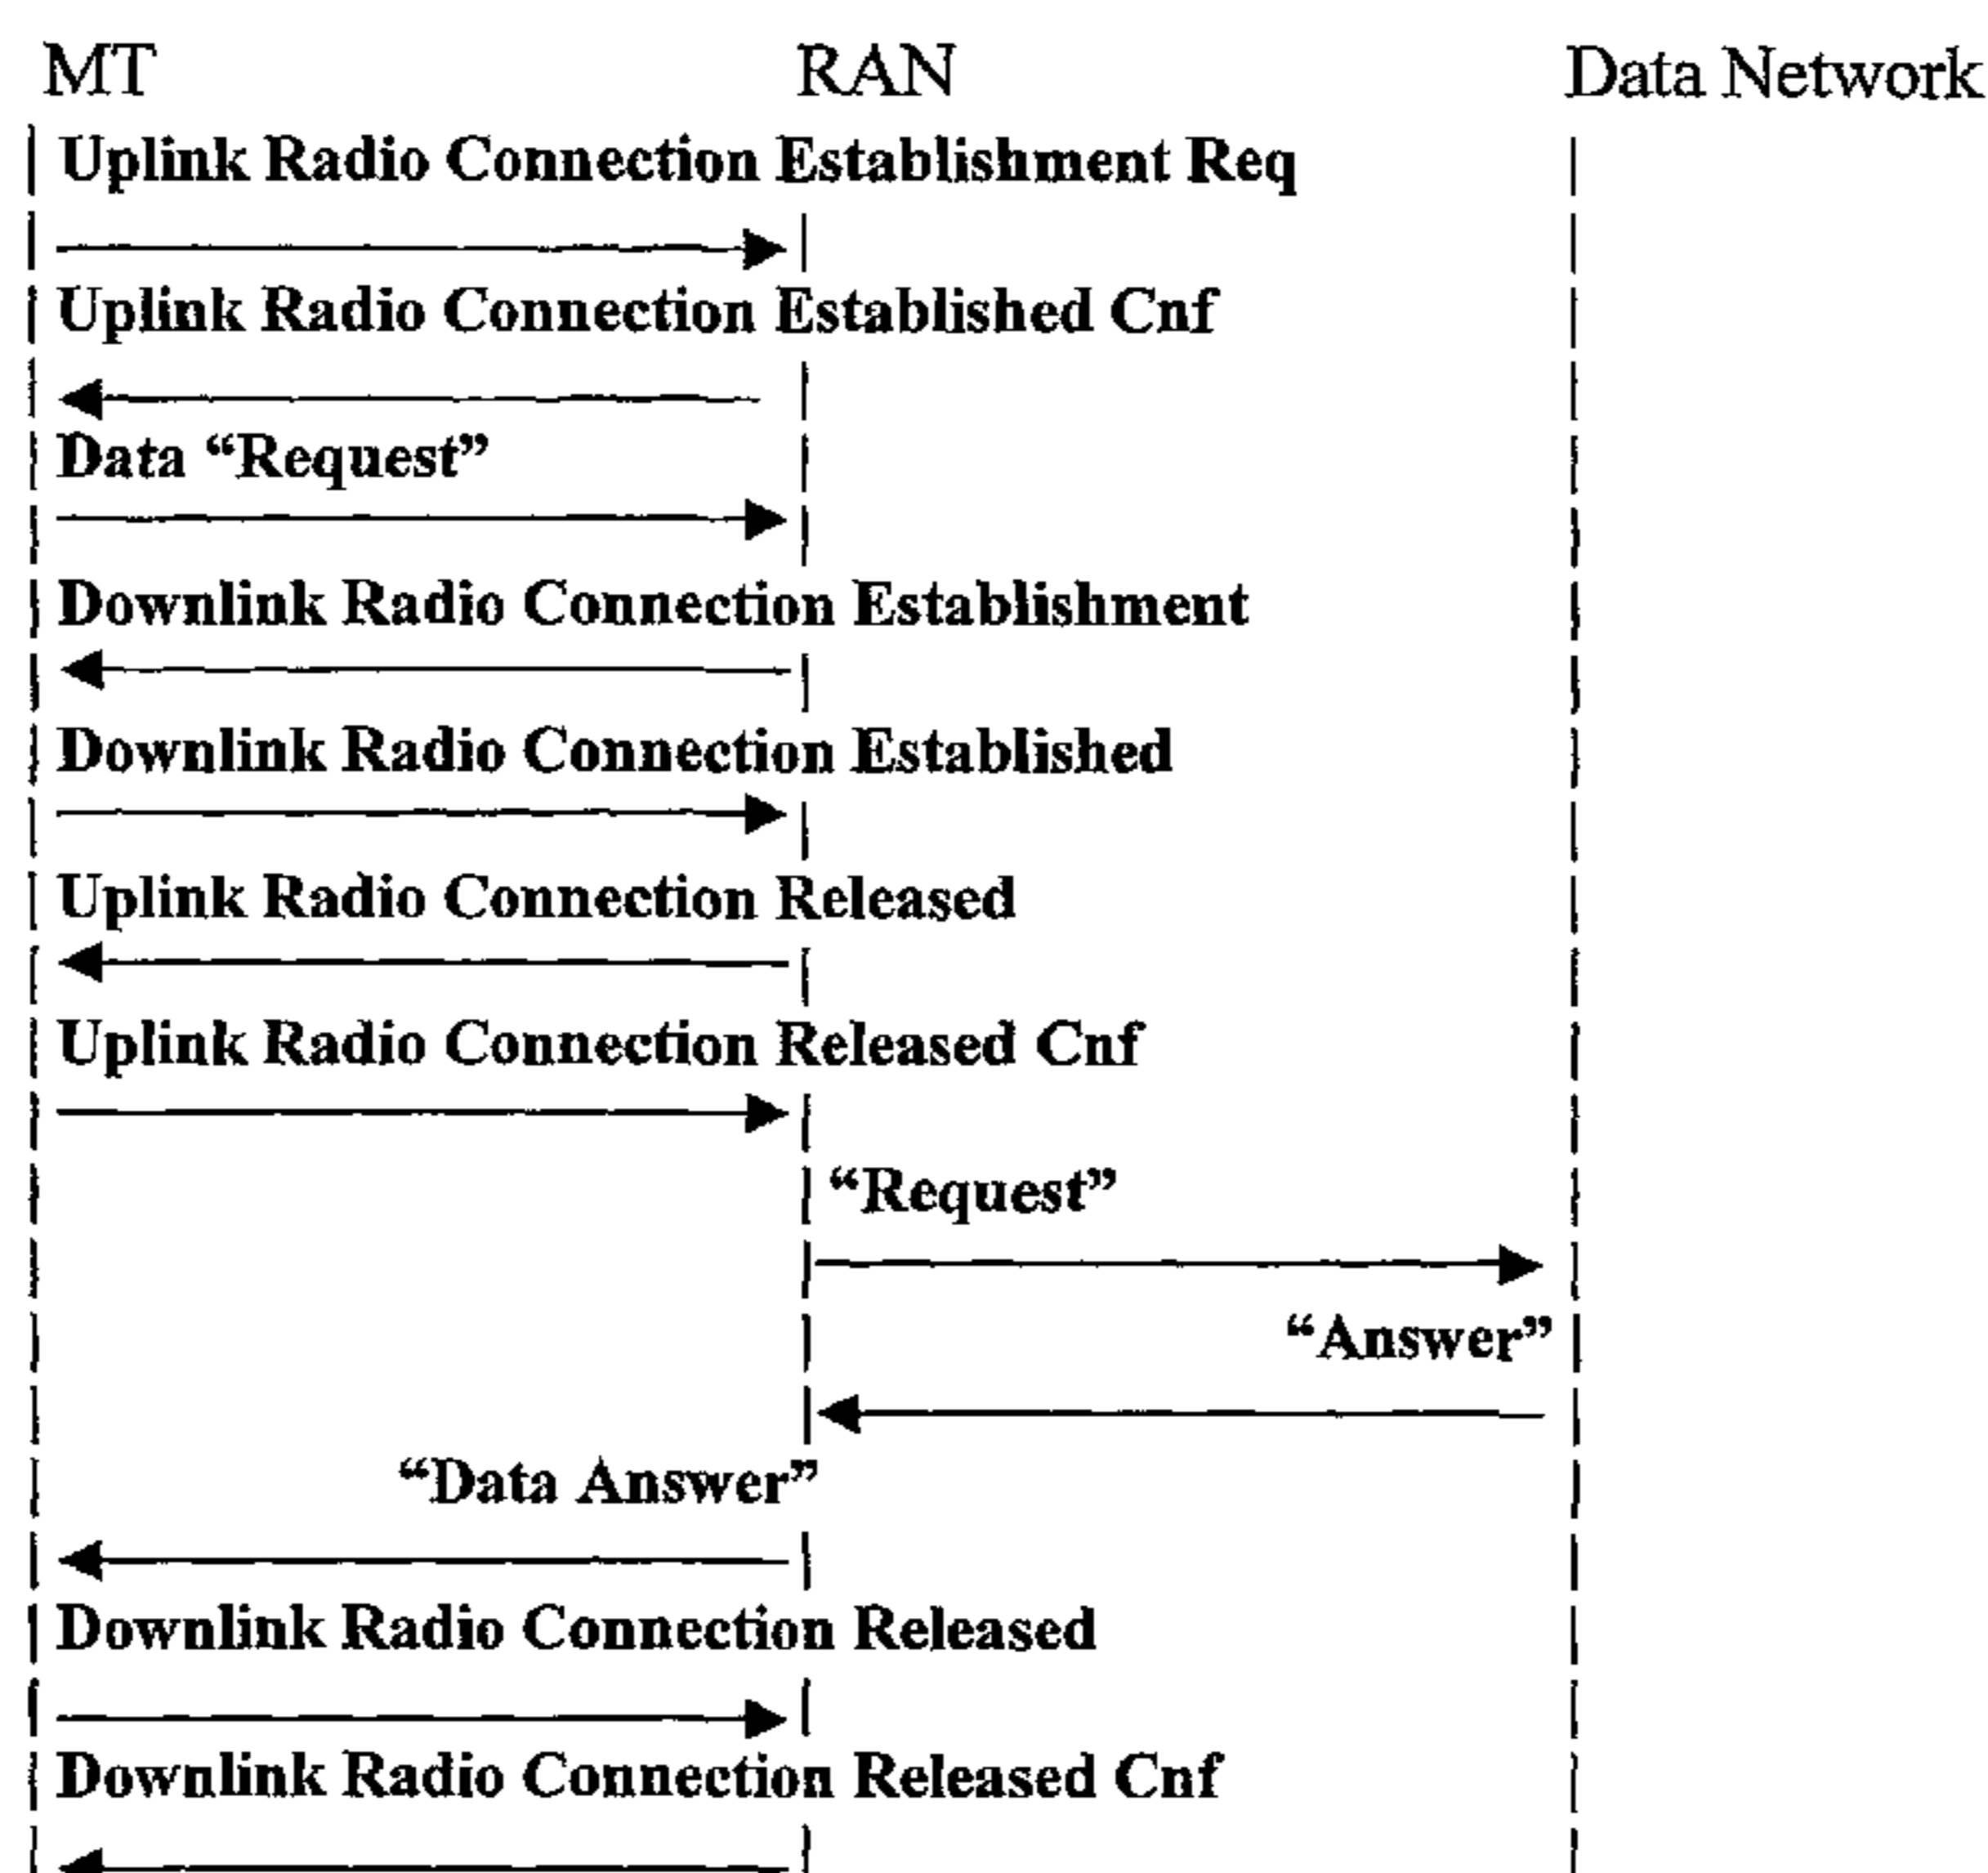 MT RAN Data Network
Uplink Radio Connection Establishment Req
Uplink Radio Connection Established Cnf
Data “Request”
Downlink Radio Connection Establishment
Downlink Radio Connection Established
Uplink Radio Connection Released
Uplink Radio Connection Released Cnf
“Request”
“Answer”
“Data Answer”
Downlink Radio Connection Released
Downlink Radio Connection Released Cnf